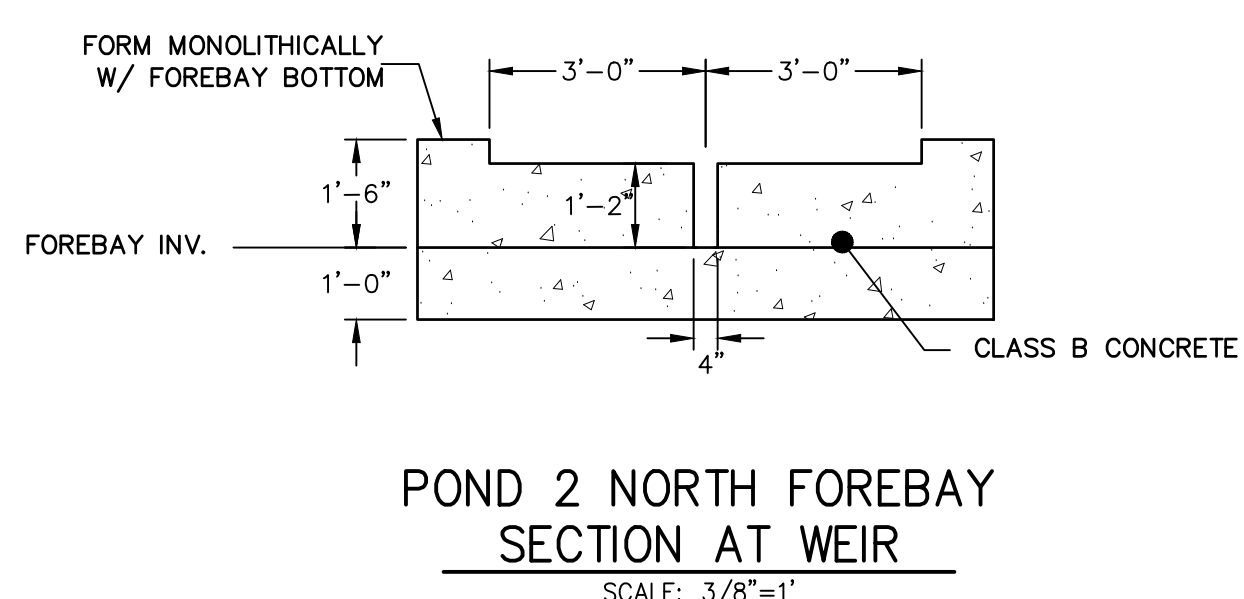 FORM MONOLITHICALLY
W/ FOREBAY BOTTOM
3'-0" 3'-0"
1'-6"
1'-2"
FOREBAY INV.
1'-0"
CLASS B CONCRETE
4"
POND 2 NORTH FOREBAY
SECTION AT WEIR
SCALE: 3/8"=1'